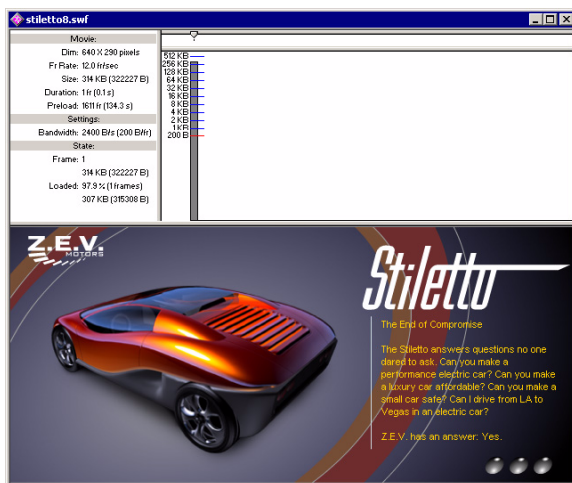 stiletto8.swf
Movie:
Dim: 640 X 290 pixels
Fr Rate: 12.0 fr/sec
Size: 314 KB (322227 B)
Duration: 1 fr (0.1 s)
Preload: 1611 fr (134.3 s)
Settings:
Bandwidth: 2400 B/s (200 B/fr)
State:
Frame: 1
314 KB (322227 B)
Loaded: 97.9 % (1 frames)
307 KB (315308 B)
512 KB
256 KB
128 KB
64 KB
32 KB
16 KB
8 KB
4 KB
2 KB
1 KB
200 B
Z.E.V.
MOTORS
Stiletto
The End of Compromise
The Stiletto answers questions no one
dared to ask. Can you make a
performance electric car? Can you make
a luxury car affordable? Can you make a
small car safe? Can I drive from LA to
Vegas in an electric car?
Z.E.V. has an answer: Yes.